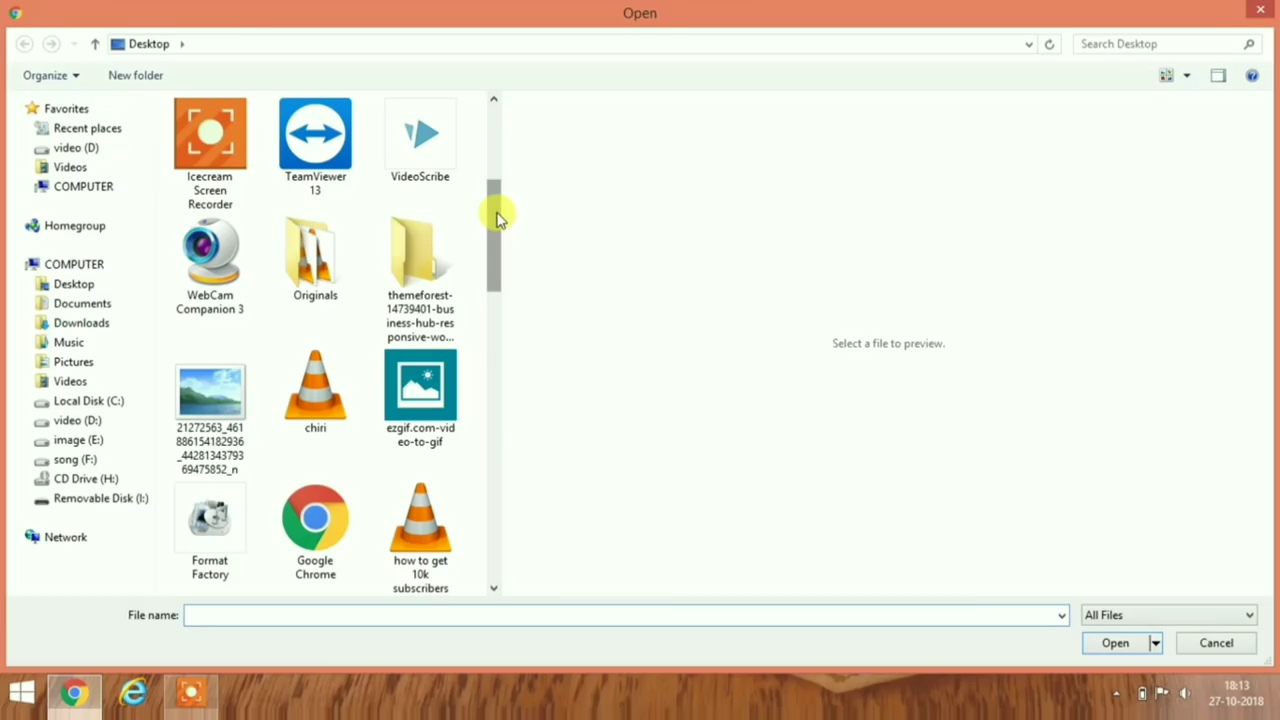 Open
Desktop
Search Desktop
Organize
New folder
Favorites
Recent places
video (D)
Videos
COMPUTER
Homegroup
COMPUTER
Desktop
Documents
Downloads
Music
Pictures
Videos
Local Disk (C:)
video (D:)
image (E:)
song (F:)
CD Drive (H:)
Removable Disk (I:)
Network
Icecream
Screen
Recorder
TeamViewer
13
VideoScribe
WebCam
Companion 3
Originals
themeforest-
14739401-bus
iness-hub-res
ponsive-wo...
21272563_461
886154182936
_44281343793
69475852_n
chiri
ezgif.com-vid
eo-to-gif
Format
Factory
Google
Chrome
how to get
10k
subscribers
Select a file to preview.
File name:
All Files
Open
Cancel
18:13
27-10-2018